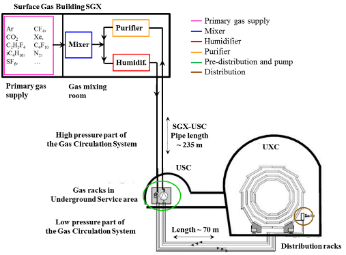 Surface Gas Building SGX
Ar CF₄,
CO₂ Xe,
C₂H₂F₄ C₄F₁₀
iC₄H₁₀, N₂,
SF₆, ...
Mixer
Purifier
Humidif.
Primary gas supply
Mixer
Humidifier
Purifier
Pre-distribution and pump
Distribution
Primary gas
supply
Gas mixing
room
High pressure part of
the Gas Circulation System
SGX-USC
Pipe length
~ 235 m
USC
UXC
Gas racks in
Underground Service area
Low pressure part of
the Gas Circulation System
Length ~ 70 m
Distribution racks